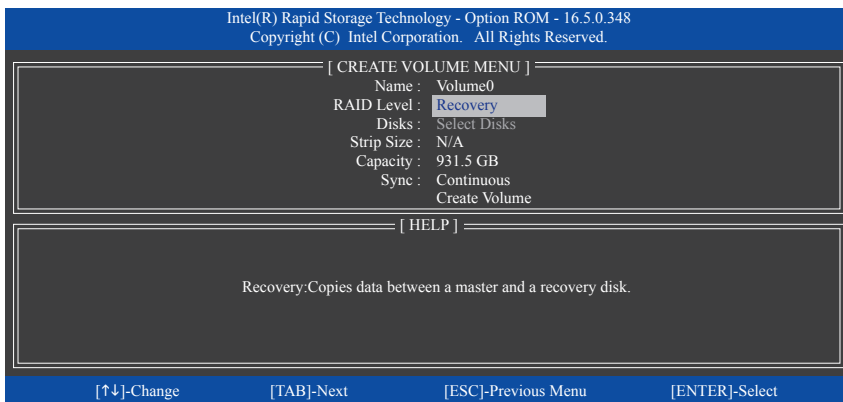 Intel(R) Rapid Storage Technology - Option ROM - 16.5.0.348
Copyright (C) Intel Corporation. All Rights Reserved.
[ CREATE VOLUME MENU ]
Name : Volume0
RAID Level : Recovery
Disks : Select Disks
Strip Size : N/A
Capacity : 931.5 GB
Sync : Continuous
Create Volume
[ HELP ]
Recovery:Copies data between a master and a recovery disk.
[↑↓]-Change [TAB]-Next [ESC]-Previous Menu [ENTER]-Select